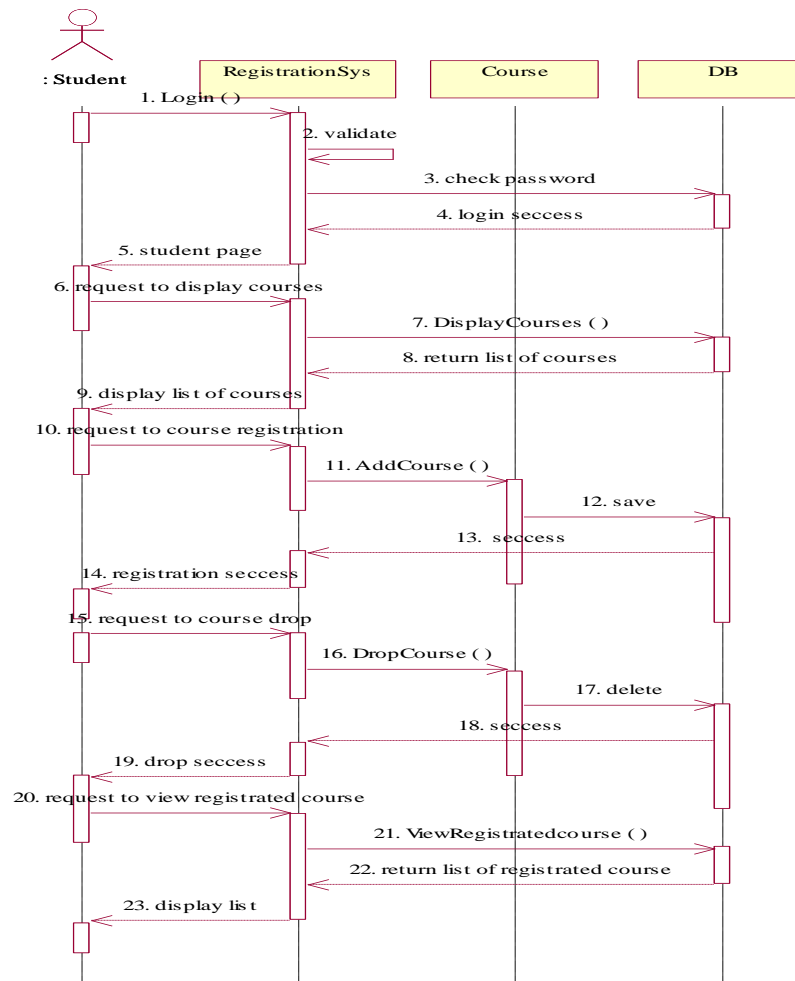 : Student
RegistrationSys
Course
DB
1. Login ( )
2. validate
3. check password
4. login seccess
5. student page
6. request to display courses
7. DisplayCourses ( )
8. return list of courses
9. display list of courses
10. request to course registration
11. AddCourse ( )
12. save
13. seccess
14. registration seccess
15. request to course drop
16. DropCourse ( )
17. delete
18. seccess
19. drop seccess
20. request to view registrated course
21. ViewRegistratedcourse ( )
22. return list of registrated course
23. display list